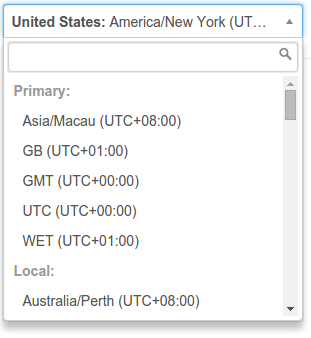 United States: America/New York (UT...
Primary:
Asia/Macau (UTC+08:00)
GB (UTC+01:00)
GMT (UTC+00:00)
UTC (UTC+00:00)
WET (UTC+01:00)
Local:
Australia/Perth (UTC+08:00)